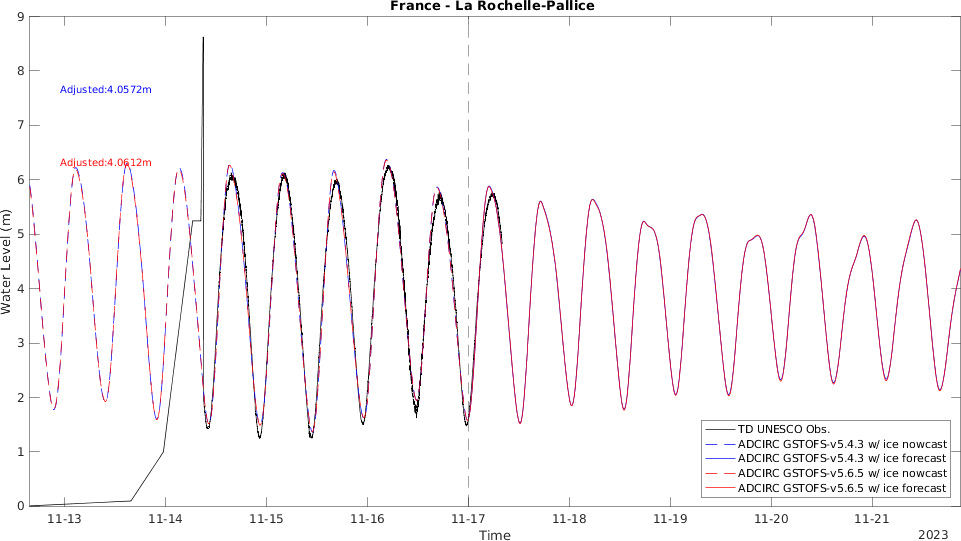 France - La Rochelle-Pallice
9
8
7
6
5
4
3
2
1
0
Water Level (m)
Adjusted:4.0572m
Adjusted:4.0612m
TD UNESCO Obs.
ADCIRC GSTOFS-v5.4.3 w/ ice nowcast
ADCIRC GSTOFS-v5.4.3 w/ ice forecast
ADCIRC GSTOFS-v5.6.5 w/ ice nowcast
ADCIRC GSTOFS-v5.6.5 w/ ice forecast
11-13 11-14 11-15 11-16 11-17 11-18 11-19 11-20 11-21
Time
2023